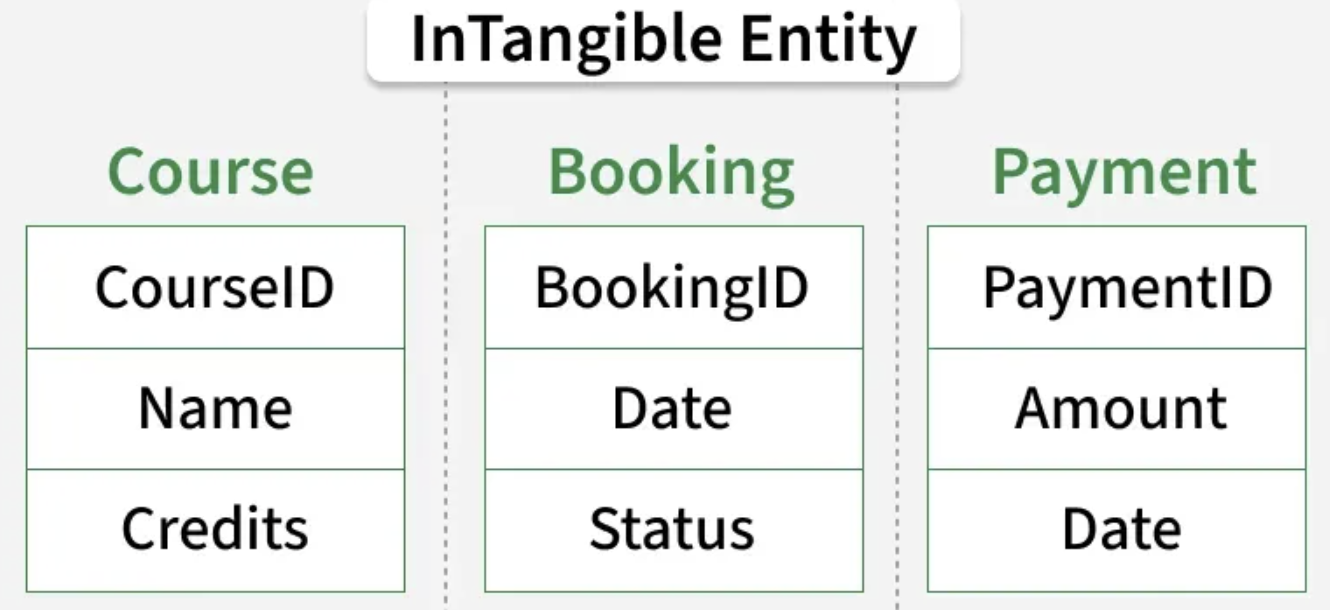 InTangible Entity
Course
CourseID
Name
Credits
Booking
BookingID
Date
Status
Payment
PaymentID
Amount
Date